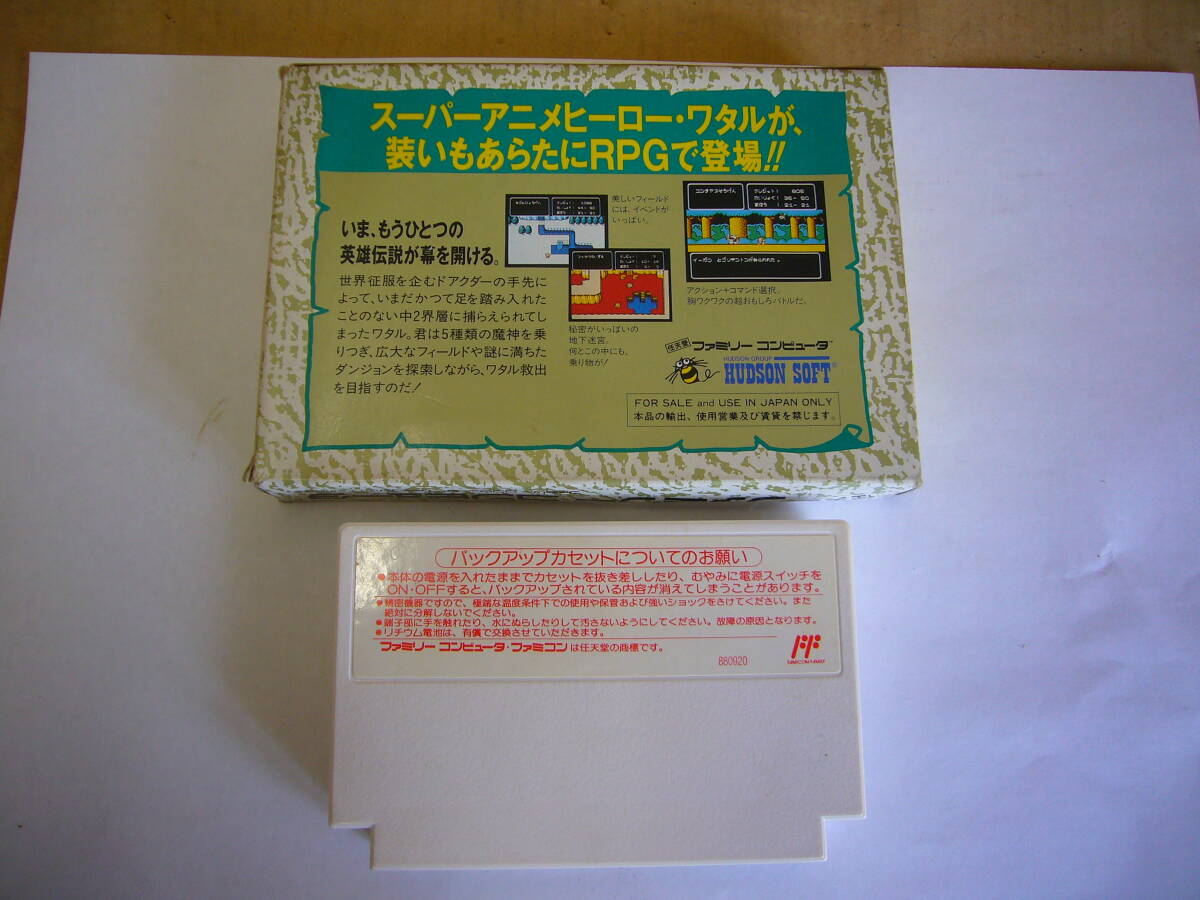 スーパーアニメヒーロー・ワタルが、
装いもあらたにRPGで登場!!
いま、もうひとつの
英雄伝説が幕を開ける。
世界征服を企むドアクダーの手先に
よって、いまだかつて足を踏み入れた
ことのない中2界層に捕らえられてし
まったワタル。君は5種類の魔神を乗
りつぎ、広大なフィールドや謎に満ちた
ダンジョンを探索しながら、ワタル救出
を目指すのだ!
美しいフィールド
には、イベントが
いっぱい。
秘密がいっぱいの
地下迷宮。
何とこの中にも、
乗り物が!
アクション+コマンド選択。
胸ワクワクの超おもしろバトルだ。
任天堂 ファミリー コンピュータ™
HUDSON GROUP
HUDSON SOFT®
FOR SALE and USE IN JAPAN ONLY
本品の輸出、使用営業及び賃貸を禁じます。
バックアップカセットについてのお願い
●本体の電源を入れたままでカセットを抜き差ししたり、むやみに電源スイッチを
ON・OFFすると、バックアップされている内容が消えてしまうことがあります。
●精密機器ですので、極端な温度条件下での使用や保管および強いショックをさけてください。また
絶対に分解しないでください。
●端子部に手を触れたり、水にぬらしたりして汚さないようにしてください。故障の原因となります。
●リチウム電池は、有償で交換させていただきます。
ファミリー コンピュータ・ファミコンは任天堂の商標です。
880920
FAMICOM FAMILY